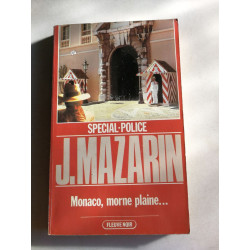 SPECIAL-POLICE
J.MAZARIN
Monaco, morne plaine...
FLEUVE NOIR